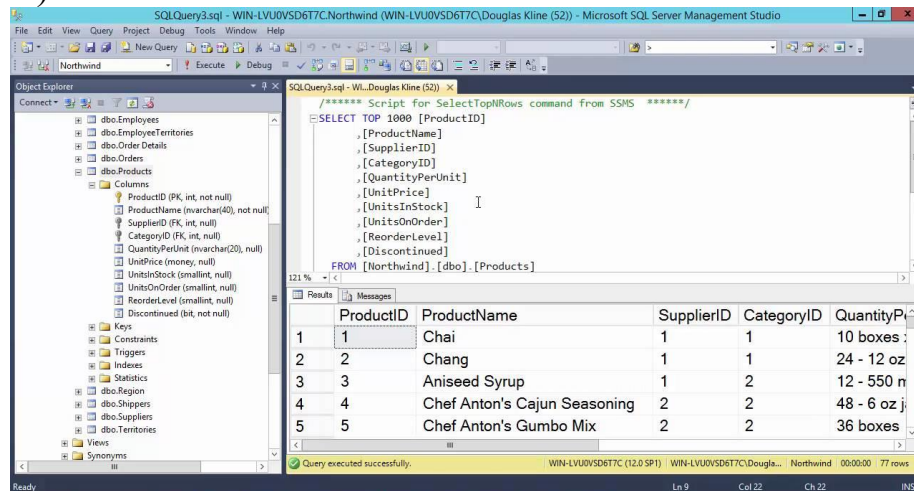 SQLQuery3.sql - WIN-LVU0VSD6T7C.Northwind (WIN-LVU0VSD6T7C\Douglas Kline (52)) - Microsoft SQL Server Management Studio
File Edit View Query Project Debug Tools Window Help
New Query
Northwind Execute Debug
Object Explorer
Connect
dbo.Employees
dbo.EmployeeTerritories
dbo.Order Details
dbo.Orders
dbo.Products
Columns
ProductID (PK, int, not null)
ProductName (nvarchar(40), not null,
SupplierID (FK, int, null)
CategoryID (FK, int, null)
QuantityPerUnit (nvarchar(20), null)
UnitPrice (money, null)
UnitsInStock (smallint, null)
UnitsOnOrder (smallint, null)
ReorderLevel (smallint, null)
Discontinued (bit, not null)
Keys
Constraints
Triggers
Indexes
Statistics
dbo.Region
dbo.Shippers
dbo.Suppliers
dbo.Territories
Views
Synonyms
SQLQuery3.sql - WI...Douglas Kline (52))
/****** Script for SelectTopNRows command from SSMS ******/
SELECT TOP 1000 [ProductID]
,[ProductName]
,[SupplierID]
,[CategoryID]
,[QuantityPerUnit]
,[UnitPrice]
,[UnitsInStock]
,[UnitsOnOrder]
,[ReorderLevel]
,[Discontinued]
FROM [Northwind].[dbo].[Products]
121 %
Results Messages
ProductID ProductName SupplierID CategoryID
1 1 Chai 1 1 10 boxes
2 2 Chang 1 1 24 - 12 oz
3 3 Aniseed Syrup 1 2 12 - 550
4 4 Chef Anton's Cajun Seasoning 2 2 48 - 6 oz
5 5 Chef Anton's Gumbo Mix 2 2 36 boxes
Query executed successfully. WIN-LVU0VSD6T7C (12.0 SP1) WIN-LVU0VSD6T7C\Dougla... Northwind 00:00:00 77 rows
Ready Ln 9 Col 22 Ch 22 INS